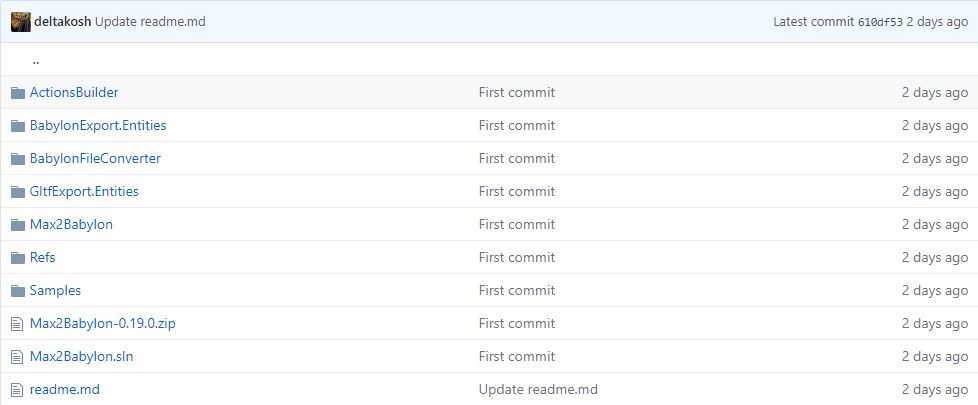 deltakosh Update readme.md Latest commit 610df53 2 days ago
..
ActionsBuilder First commit 2 days ago
BabylonExport.Entities First commit 2 days ago
BabylonFileConverter First commit 2 days ago
GltfExport.Entities First commit 2 days ago
Max2Babylon First commit 2 days ago
Refs First commit 2 days ago
Samples First commit 2 days ago
Max2Babylon-0.19.0.zip First commit 2 days ago
Max2Babylon.sln First commit 2 days ago
readme.md Update readme.md 2 days ago